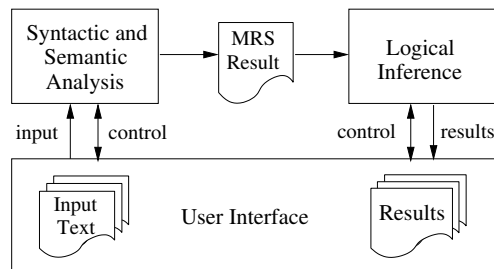 Syntactic and
Semantic
Analysis
MRS
Result
Logical
Inference
input
control
control
results
Input
Text
User Interface
Results